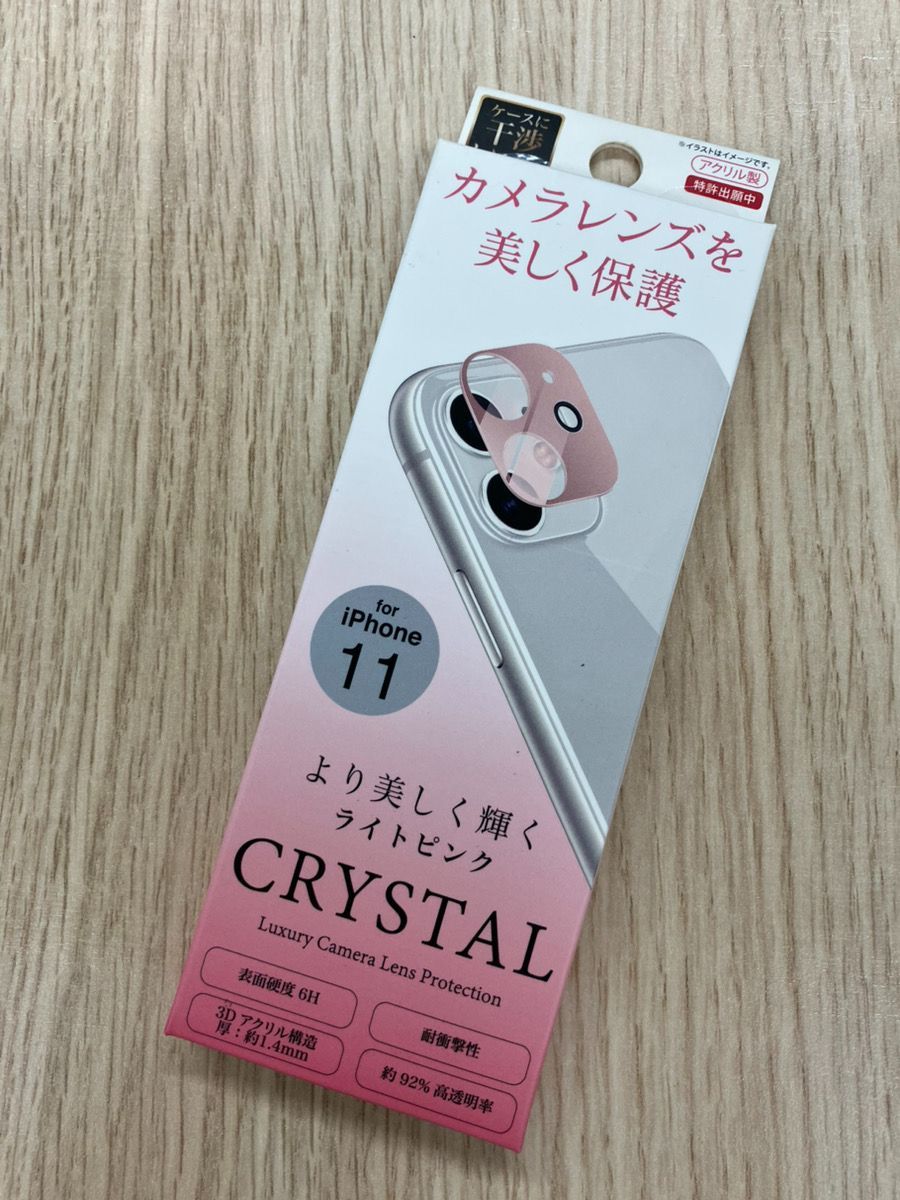 ケースに
干渉
※イラストはイメージです。
アクリル製
特許出願中
カメラレンズを
美しく保護
for
iPhone
11
より美しく輝く
ライトピンク
CRYSTAL
Luxury Camera Lens Protection
表面硬度 6H
耐衝撃性
3D アクリル構造
厚：約1.4mm
約 92% 高透明率